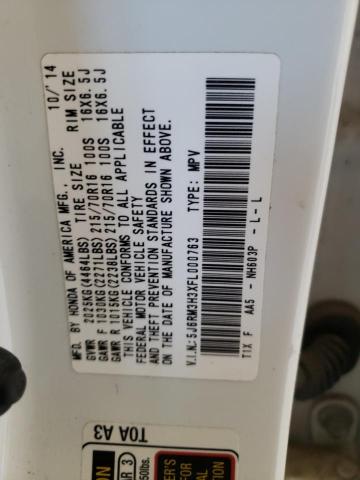 MFD. BY HONDA OF AMERICA MFG., INC. 10/'14
TIRE SIZE RIM SIZE
GVWR 2025KG(4464LBS)
GAWR F 1030KG(2271LBS) 215/70R16 100S 16X6.5J
GAWR R 1015KG(2238LBS) 215/70R16 100S 16X6.5J
THIS VEHICLE CONFORMS TO ALL APPLICABLE
FEDERAL MOTOR VEHICLE SAFETY
AND THEFT PREVENTION STANDARDS IN EFFECT
ON THE DATE OF MANUFACTURE SHOWN ABOVE.
V.I.N.: 5J6RM3H3XFL000763 TYPE: MPV
T1X F AA5 - NH603P - L - L
T0A A3